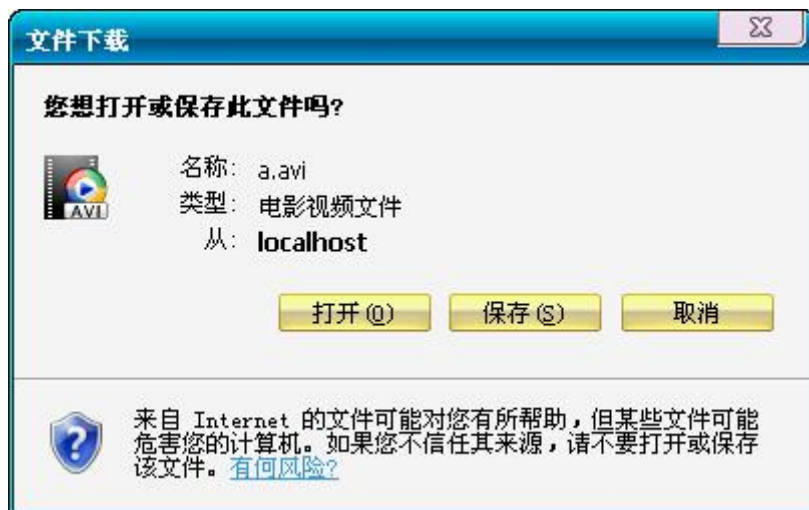 文件下载
您想打开或保存此文件吗?
名称: a.avi
AVI
类型: 电影视频文件
从: localhost
打开(O) 保存(S) 取消
来自 Internet 的文件可能对您有所帮助，但某些文件可能
危害您的计算机。如果您不信任其来源，请不要打开或保存
该文件。有何风险?